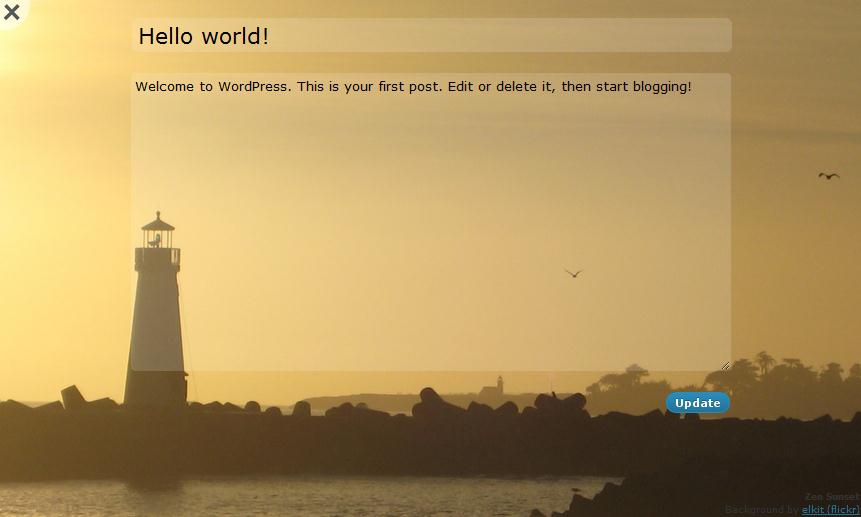 Hello world!
Welcome to WordPress. This is your first post. Edit or delete it, then start blogging!
Update
Zen Sunset
Background by elkit (flickr)